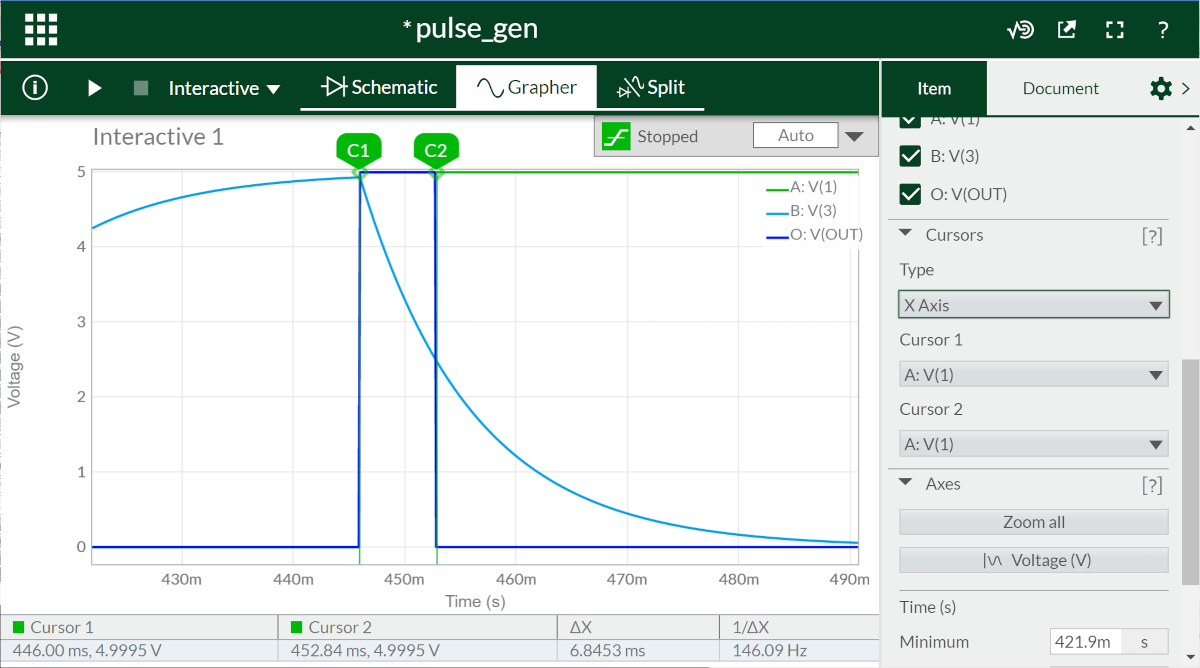 *pulse_gen
?
i
Interactive
Schematic
Grapher
Split
Item
Document
Interactive 1
Stopped
Auto
C1
C2
A: V(1)
B: V(3)
O: V(OUT)
5
4
3
2
1
0
Voltage (V)
430m
440m
450m
460m
470m
480m
490m
Time (s)
Cursor 1
Cursor 2
ΔX
1/ΔX
446.00 ms, 4.9995 V
452.84 ms, 4.9995 V
6.8453 ms
146.09 Hz
A: V(1)
B: V(3)
O: V(OUT)
Cursors
[?]
Type
X Axis
Cursor 1
A: V(1)
Cursor 2
A: V(1)
Axes
[?]
Zoom all
Voltage (V)
Time (s)
Minimum
421.9m
s